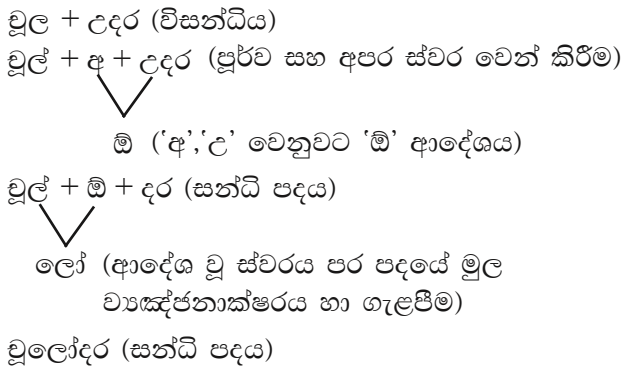 චූල + උදර (විසන්ධිය)
චූල් + අ + උදර (පූර්ව සහ අපර ස්වර වෙන් කිරීම)
ඕ ('අ','උ' වෙනුවට 'ඕ' ආදේශය)
චූල් + ඕ + දර (සන්ධි පදය)
ලෝ (ආදේශ වූ ස්වරය පර පදයේ මුල
ව්‍යඤ්ජනාක්ෂරය හා ගැළපීම)
චූලෝදර (සන්ධි පදය)